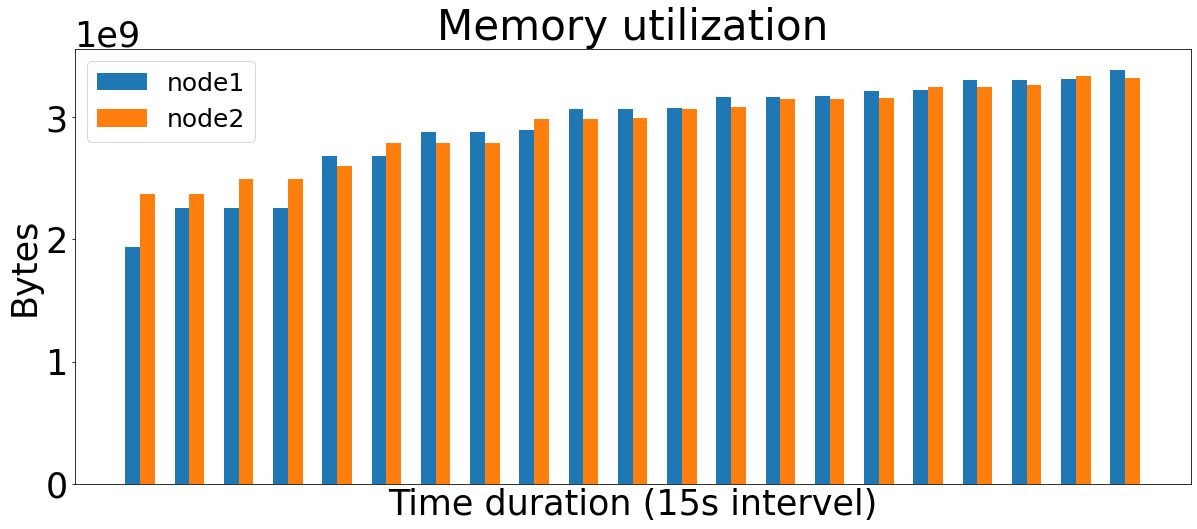 Memory utilization
1e9
node1
node2
3
2
1
0
Bytes
Time duration (15s intervel)